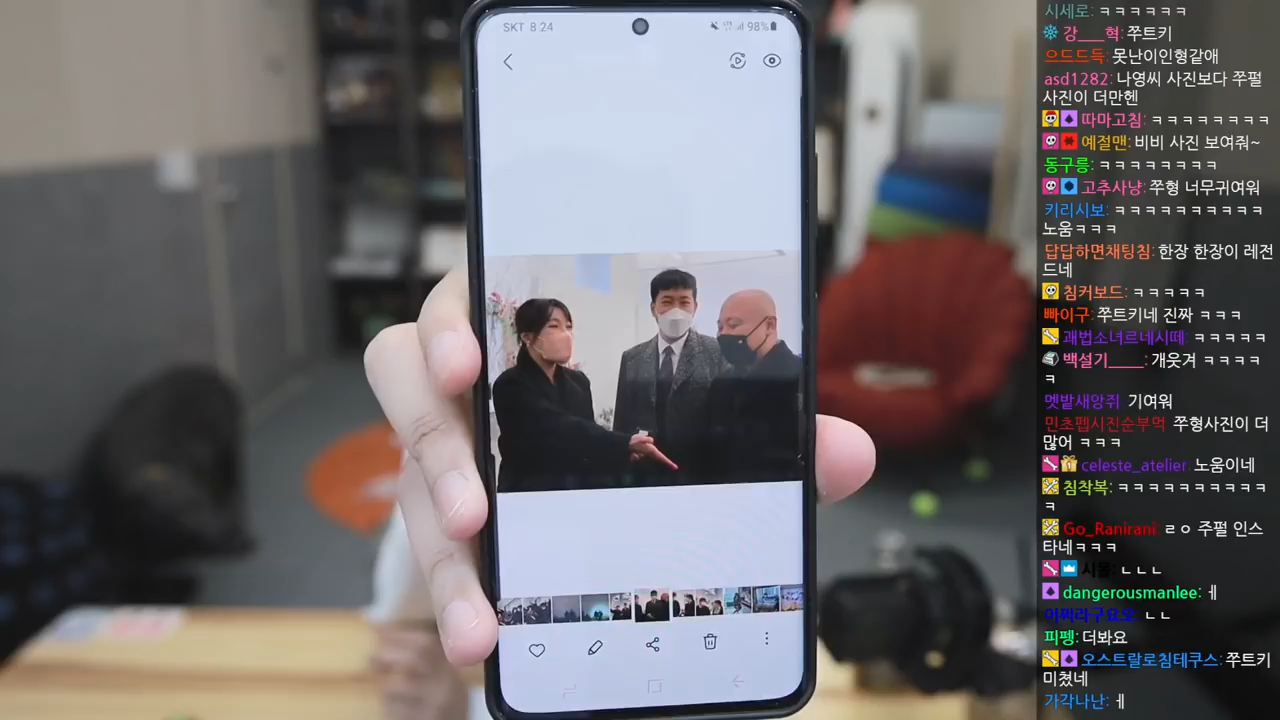 SKT 8:24
98%
시세로: ㅋㅋㅋㅋㅋㅋ
강___혁: 쭈트키
으드드득: 못난이인형같애
asd1282: 나영씨 사진보다 쭈펄
사진이 더만헨
따마고침: ㅋㅋㅋㅋㅋㅋㅋㅋ
예절맨: 비비 사진 보여줘~
동구릉: ㅋㅋㅋㅋㅋㅋㅋㅋ
고추사냥: 쭈형 너무귀여워
키리시보: ㅋㅋㅋㅋㅋㅋㅋㅋㅋㅋ
노움ㅋㅋㅋ
답답하면채팅침: 한장 한장이 레전
드네
침커보드: ㅋㅋㅋㅋㅋ
빠이구: 쭈트키네 진짜 ㅋㅋㅋ
괘법소녀르네시떼: ㅋㅋㅋㅋㅋ
백설기____: 개웃겨 ㅋㅋㅋㅋ
ㅋ
멧밭새앙쥐: 기여워
민초펩시진순부먹: 쭈형사진이 더
많어 ㅋㅋㅋ
celeste_atelier: 노움이네
침착복: ㅋㅋㅋㅋㅋㅋㅋㅋㅋㅋ
ㅋ
Go_Ranirani: ㄹㅇ 주펄 인스
타네ㅋㅋㅋ
시물: ㄴㄴㄴ
dangerousmanlee: ㅔ
어찌라구요오: ㄴㄴ
피펭: 더봐요
오스트랄로침테쿠스: 쭈트키
미쳤네
가각나난: ㅔ